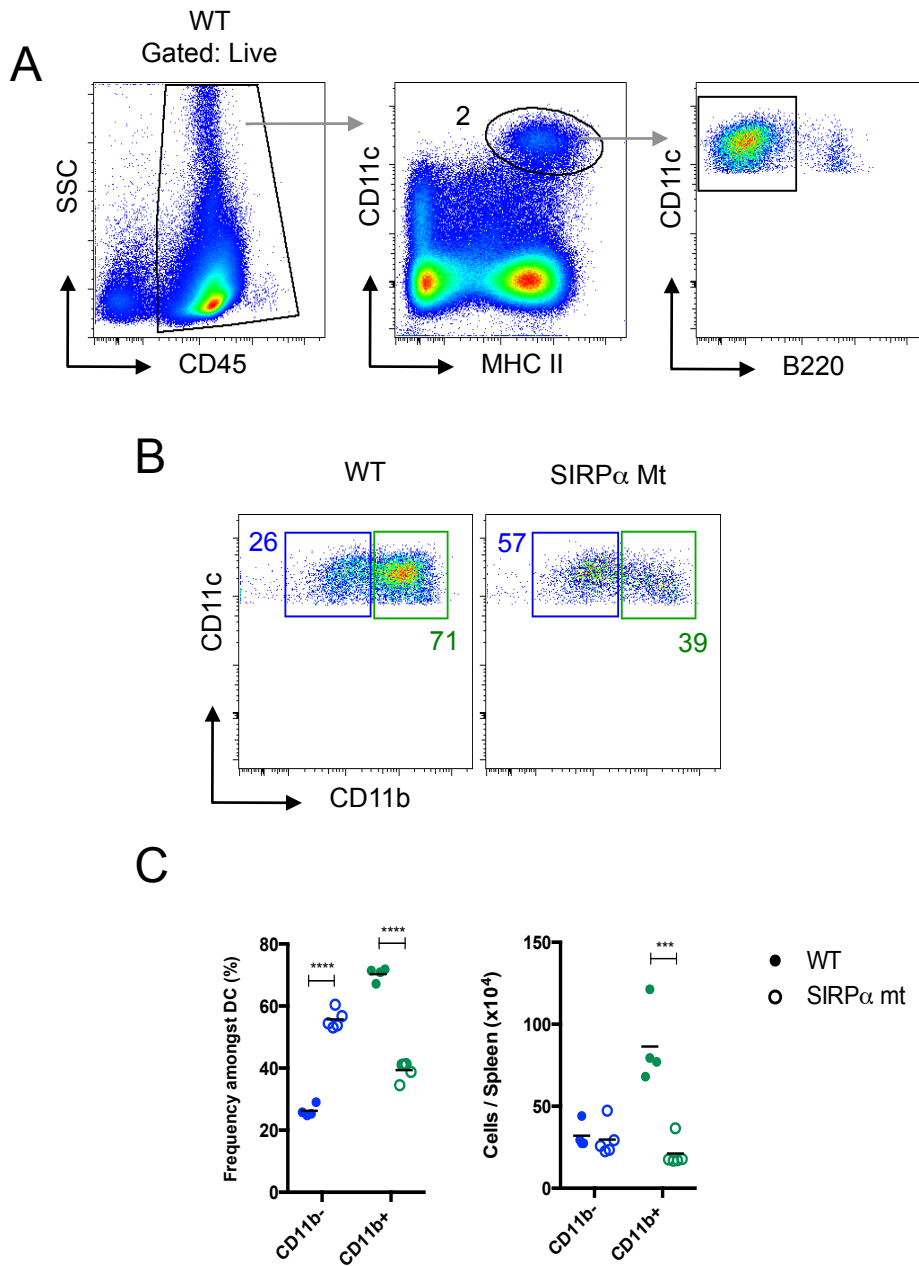 WT
Gated: Live
A
SSC
CD45
2
CD11c
MHC II
CD11c
B220
B
WT
SIRPα Mt
26
71
57
39
CD11c
CD11b
C
Frequency amongst DC (%)
80
60
40
20
0
****
****
CD11b-
CD11b+
Cells / Spleen (x10⁴)
150
100
50
0
***
CD11b-
CD11b+
WT
SIRPα mt